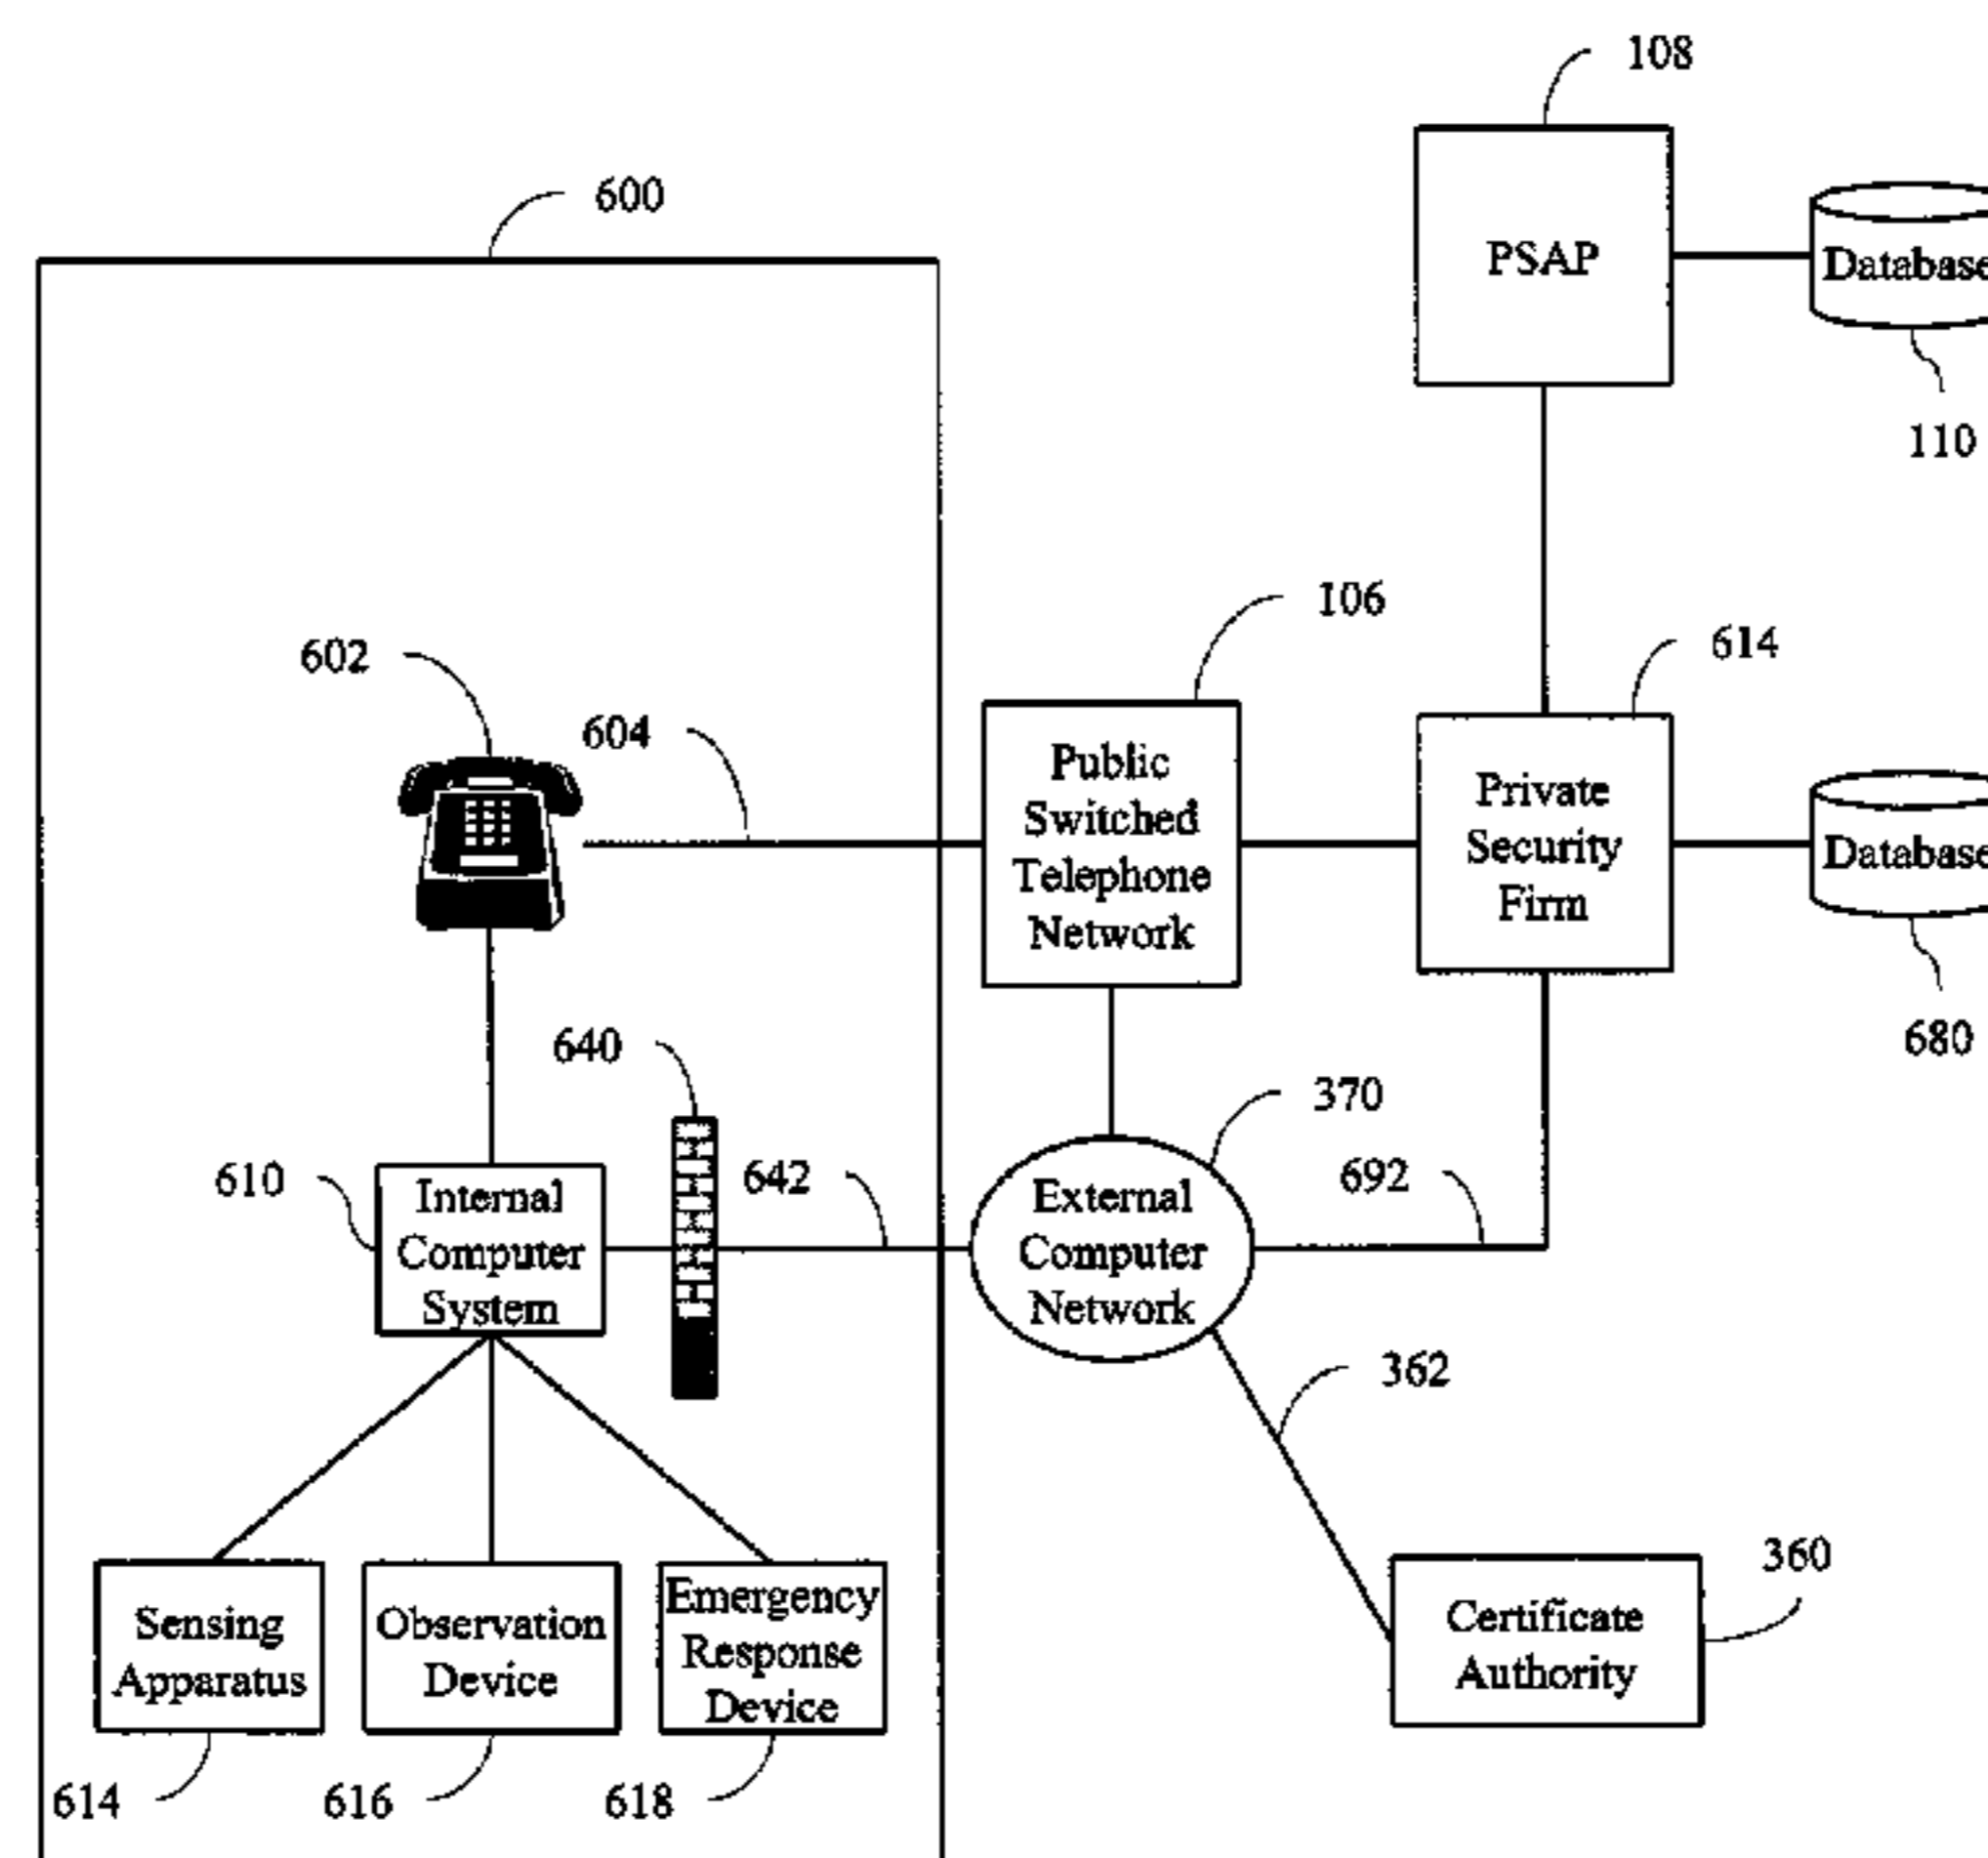 108
600
PSAP
Database
110
106
614
602
604
Public
Switched
Telephone
Network
Private
Security
Firm
Database
680
640
370
610
642
692
Internal
Computer
System
External
Computer
Network
362
360
Sensing
Apparatus
Observation
Device
Emergency
Response
Device
Certificate
Authority
614
616
618